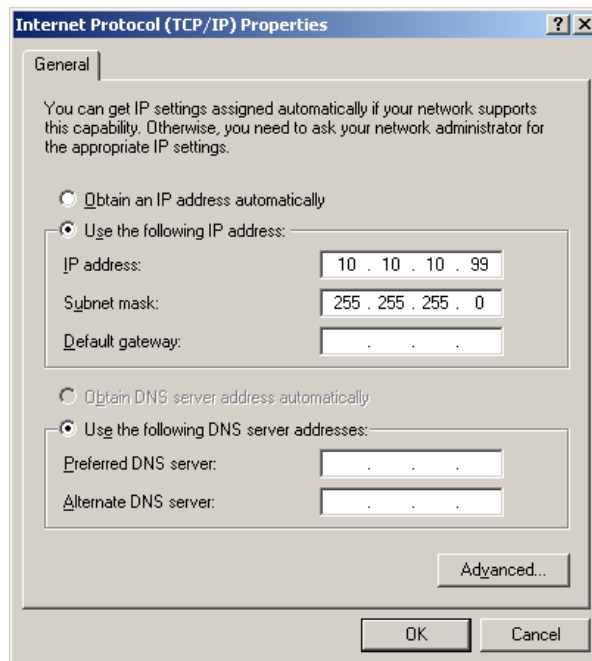 Internet Protocol (TCP/IP) Properties
General
You can get IP settings assigned automatically if your network supports
this capability. Otherwise, you need to ask your network administrator for
the appropriate IP settings.
Obtain an IP address automatically
Use the following IP address:
IP address: 10 . 10 . 10 . 99
Subnet mask: 255 . 255 . 255 . 0
Default gateway: . . .
Obtain DNS server address automatically
Use the following DNS server addresses:
Preferred DNS server: . . .
Alternate DNS server: . . .
Advanced...
OK Cancel